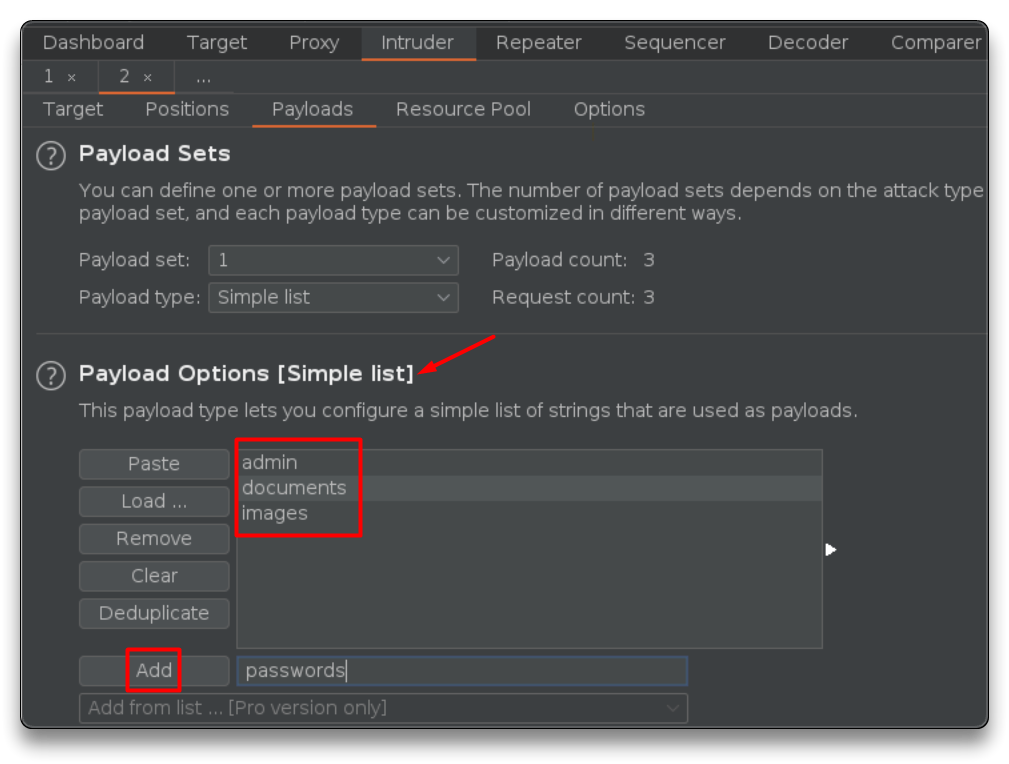 Dashboard Target Proxy Intruder Repeater Sequencer Decoder Comparer
1 × 2 × ...
Target Positions Payloads Resource Pool Options
? Payload Sets
You can define one or more payload sets. The number of payload sets depends on the attack type
payload set, and each payload type can be customized in different ways.
Payload set: 1 Payload count: 3
Payload type: Simple list Request count: 3
? Payload Options [Simple list]
This payload type lets you configure a simple list of strings that are used as payloads.
Paste admin
documents
Load ... images
Remove
Clear
Deduplicate
Add passwords
Add from list ... [Pro version only]